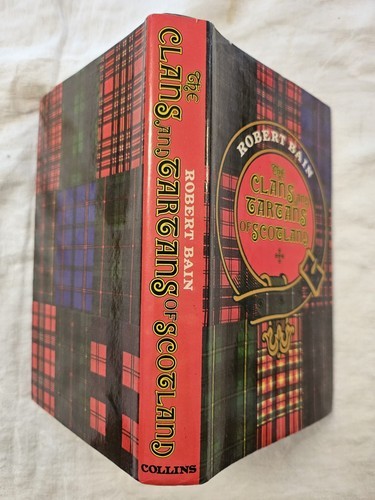 The CLANS AND TARTANS OF SCOTLAND
ROBERT BAIN
COLLINS
ROBERT BAIN
The
CLANS AND
TARTANS
OF SCOTLAND